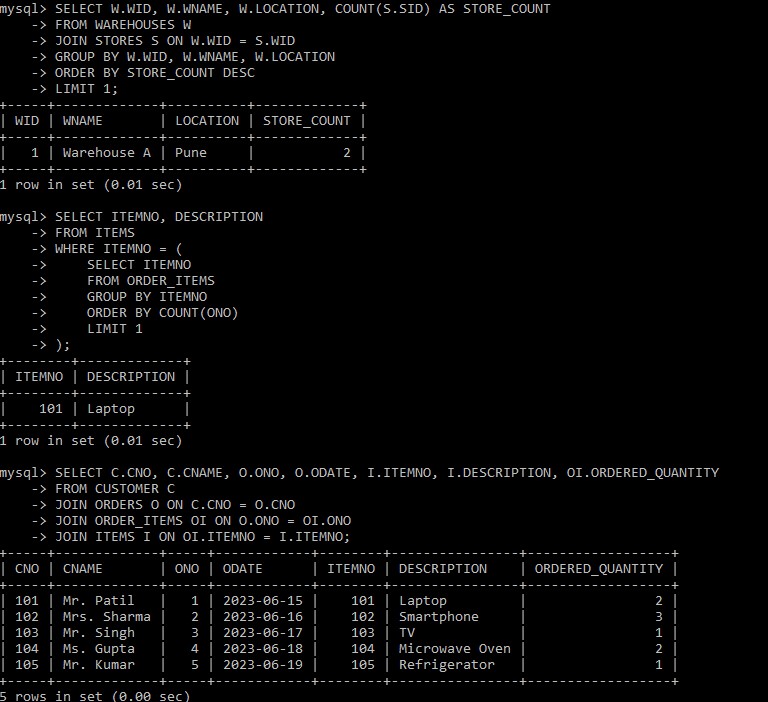 mysql> SELECT W.WID, W.WNAME, W.LOCATION, COUNT(S.SID) AS STORE_COUNT
    -> FROM WAREHOUSES W
    -> JOIN STORES S ON W.WID = S.WID
    -> GROUP BY W.WID, W.WNAME, W.LOCATION
    -> ORDER BY STORE_COUNT DESC
    -> LIMIT 1;
+-----+-------------+----------+-------------+
| WID | WNAME       | LOCATION | STORE_COUNT |
+-----+-------------+----------+-------------+
|   1 | Warehouse A | Pune     |           2 |
+-----+-------------+----------+-------------+
1 row in set (0.01 sec)

mysql> SELECT ITEMNO, DESCRIPTION
    -> FROM ITEMS
    -> WHERE ITEMNO = (
    ->     SELECT ITEMNO
    ->     FROM ORDER_ITEMS
    ->     GROUP BY ITEMNO
    ->     ORDER BY COUNT(ONO)
    ->     LIMIT 1
    -> );
+--------+-------------+
| ITEMNO | DESCRIPTION |
+--------+-------------+
|    101 | Laptop      |
+--------+-------------+
1 row in set (0.01 sec)

mysql> SELECT C.CNO, C.CNAME, O.ONO, O.ODATE, I.ITEMNO, I.DESCRIPTION, OI.ORDERED_QUANTITY
    -> FROM CUSTOMER C
    -> JOIN ORDERS O ON C.CNO = O.CNO
    -> JOIN ORDER_ITEMS OI ON O.ONO = OI.ONO
    -> JOIN ITEMS I ON OI.ITEMNO = I.ITEMNO;
+-----+-------------+-----+------------+--------+----------------+------------------+
| CNO | CNAME       | ONO | ODATE      | ITEMNO | DESCRIPTION    | ORDERED_QUANTITY |
+-----+-------------+-----+------------+--------+----------------+------------------+
| 101 | Mr. Patil   |   1 | 2023-06-15 |    101 | Laptop         |                2 |
| 102 | Mrs. Sharma |   2 | 2023-06-16 |    102 | Smartphone     |                3 |
| 103 | Mr. Singh   |   3 | 2023-06-17 |    103 | TV             |                1 |
| 104 | Ms. Gupta   |   4 | 2023-06-18 |    104 | Microwave Oven |                2 |
| 105 | Mr. Kumar   |   5 | 2023-06-19 |    105 | Refrigerator   |                1 |
+-----+-------------+-----+------------+--------+----------------+------------------+
5 rows in set (0.00 sec)